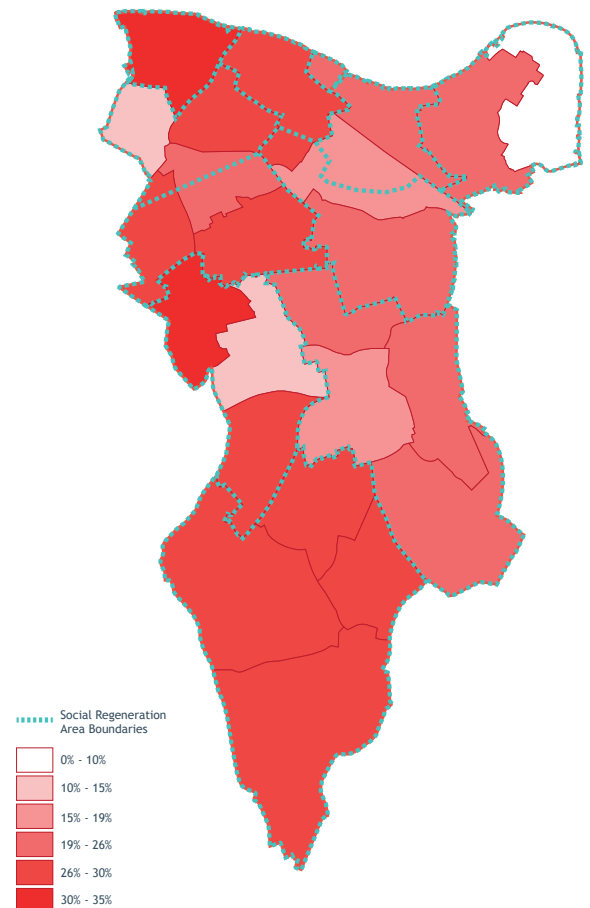 Social Regeneration
Area Boundaries
0% - 10%
10% - 15%
15% - 19%
19% - 26%
26% - 30%
30% - 35%